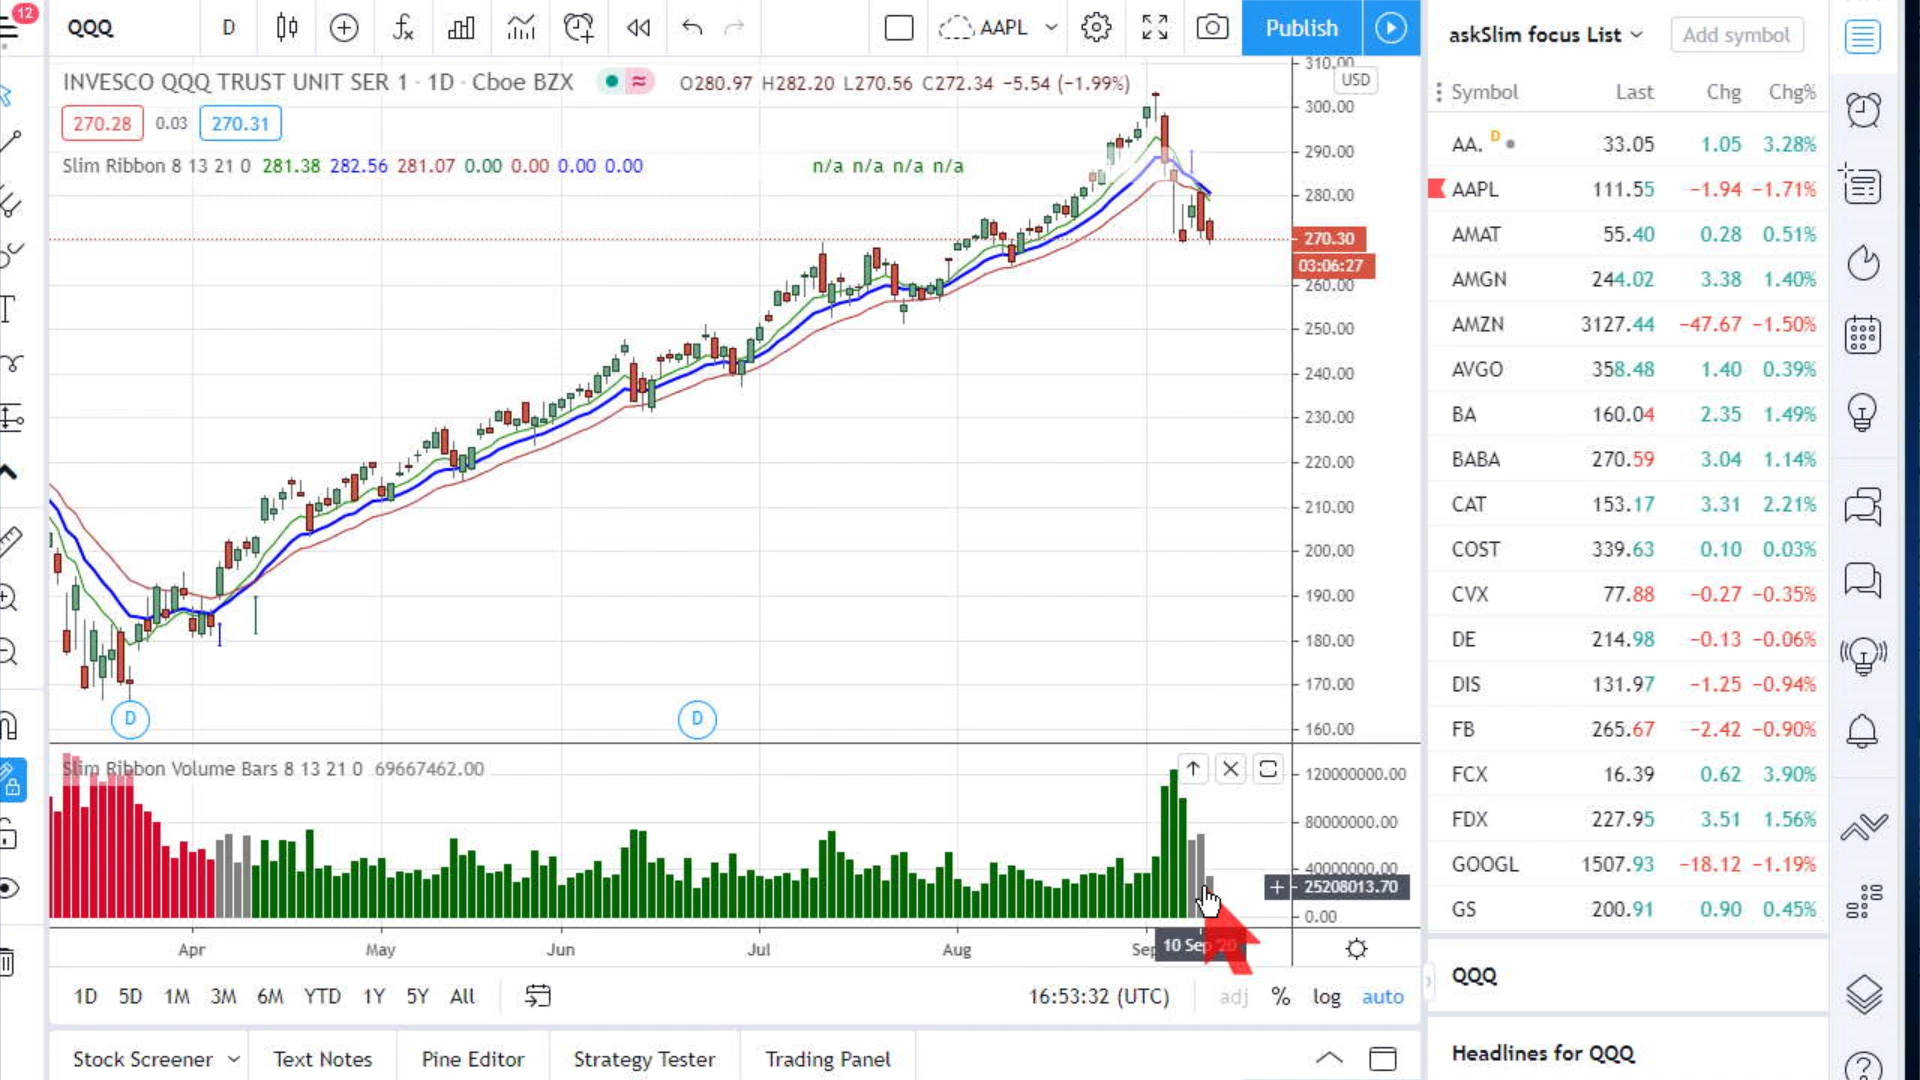 12
QQQ
D
AAPL
Publish
INVESCO QQQ TRUST UNIT SER 1 · 1D · Cboe BZX
O280.97 H282.20 L270.56 C272.34 −5.54 (−1.99%)
270.28 0.03 270.31
Slim Ribbon 8 13 21 0 281.38 282.56 281.07 0.00 0.00 0.00 0.00
n/a n/a n/a n/a
USD
310.00
300.00
290.00
280.00
270.30
03:06:27
260.00
250.00
240.00
230.00
220.00
210.00
200.00
190.00
180.00
170.00
160.00
D
D
Slim Ribbon Volume Bars 8 13 21 0 69667462.00
120000000.00
80000000.00
40000000.00
25208013.70
0.00
Apr May Jun Jul Aug Sep
10 Sep '20
1D 5D 1M 3M 6M YTD 1Y 5Y All
16:53:32 (UTC)
adj % log auto
Stock Screener
Text Notes
Pine Editor
Strategy Tester
Trading Panel
askSlim focus List
Add symbol
Symbol Last Chg Chg%
AA. D 33.05 1.05 3.28%
AAPL 111.55 −1.94 −1.71%
AMAT 55.40 0.28 0.51%
AMGN 244.02 3.38 1.40%
AMZN 3127.44 −47.67 −1.50%
AVGO 358.48 1.40 0.39%
BA 160.04 2.35 1.49%
BABA 270.59 3.04 1.14%
CAT 153.17 3.31 2.21%
COST 339.63 0.10 0.03%
CVX 77.88 −0.27 −0.35%
DE 214.98 −0.13 −0.06%
DIS 131.97 −1.25 −0.94%
FB 265.67 −2.42 −0.90%
FCX 16.39 0.62 3.90%
FDX 227.95 3.51 1.56%
GOOGL 1507.93 −18.12 −1.19%
GS 200.91 0.90 0.45%
QQQ
Headlines for QQQ